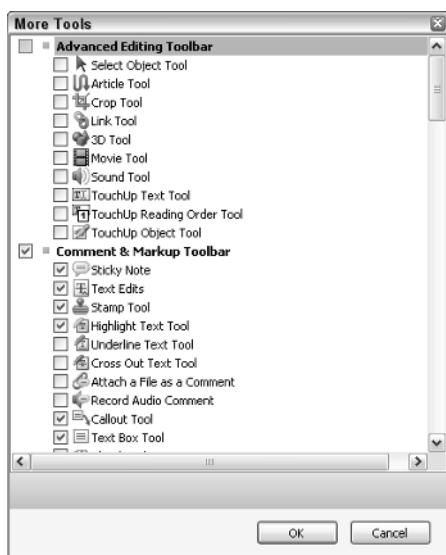 More Tools
Advanced Editing Toolbar
Select Object Tool
Article Tool
Crop Tool
Link Tool
3D Tool
Movie Tool
Sound Tool
TouchUp Text Tool
TouchUp Reading Order Tool
TouchUp Object Tool
Comment & Markup Toolbar
Sticky Note
Text Edits
Stamp Tool
Highlight Text Tool
Underline Text Tool
Cross Out Text Tool
Attach a File as a Comment
Record Audio Comment
Callout Tool
Text Box Tool
OK
Cancel